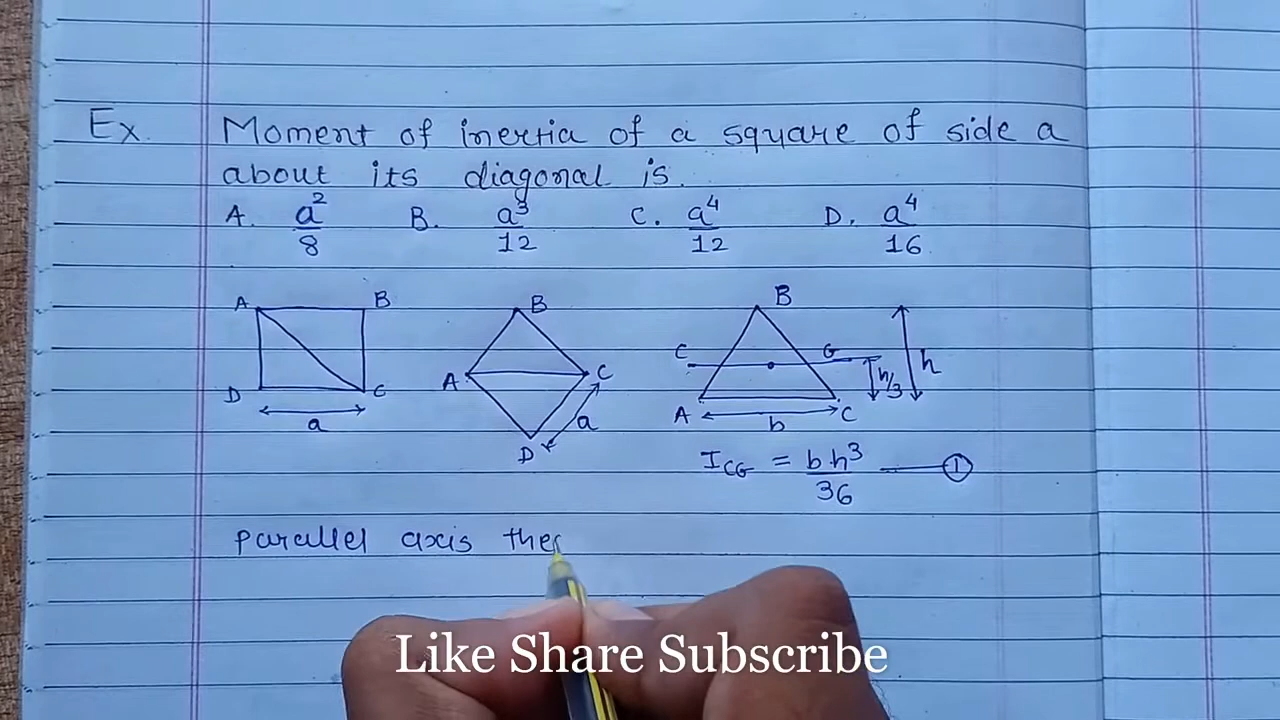 Ex. Moment of inertia of a square of side a
about its diagonal is.
A. a²/8 B. a³/12 C. a⁴/12 D. a⁴/16
A B D C a
B A C D a
B C G A C b h/3 h
I_CG = bh³/36 — ①
parallel axis theo
Like Share Subscribe